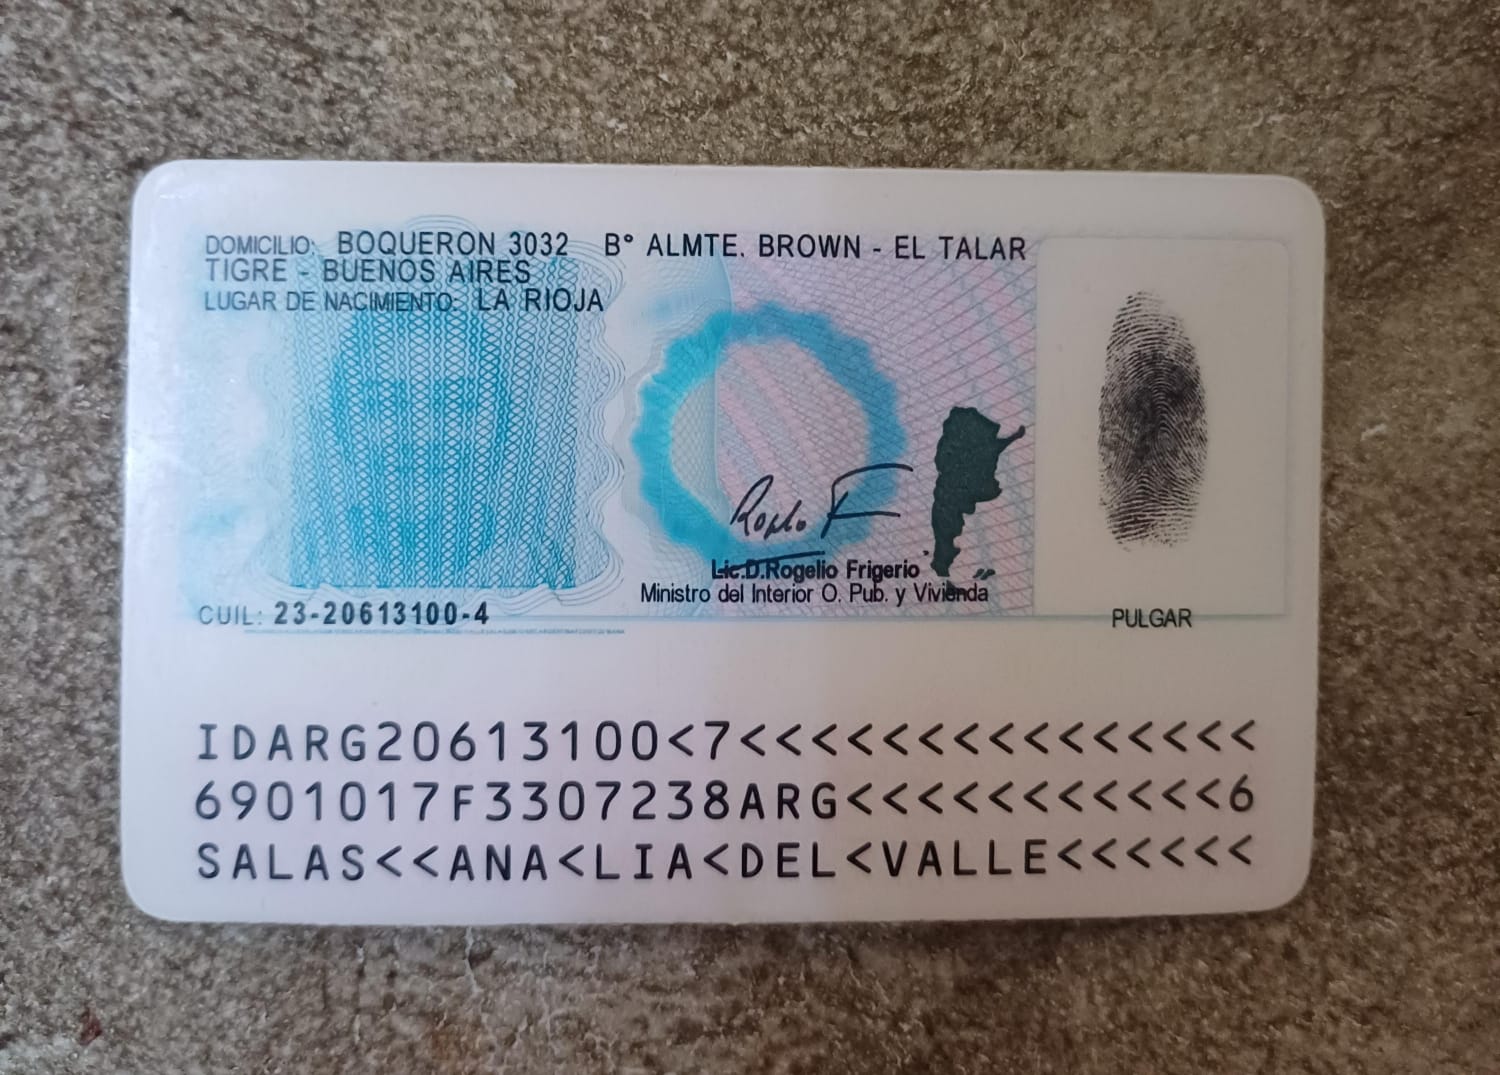 DOMICILIO: BOQUERON 3032 B° ALMTE. BROWN - EL TALAR
TIGRE - BUENOS AIRES
LUGAR DE NACIMIENTO: LA RIOJA
Lic.D.Rogelio Frigerio
Ministro del Interior O. Pub. y Vivienda
CUIL: 23-20613100-4
PULGAR
IDARG20613100<7<<<<<<<<<<<<<<<
6901017F3307238ARG<<<<<<<<<<<6
SALAS<<ANA<LIA<DEL<VALLE<<<<<<